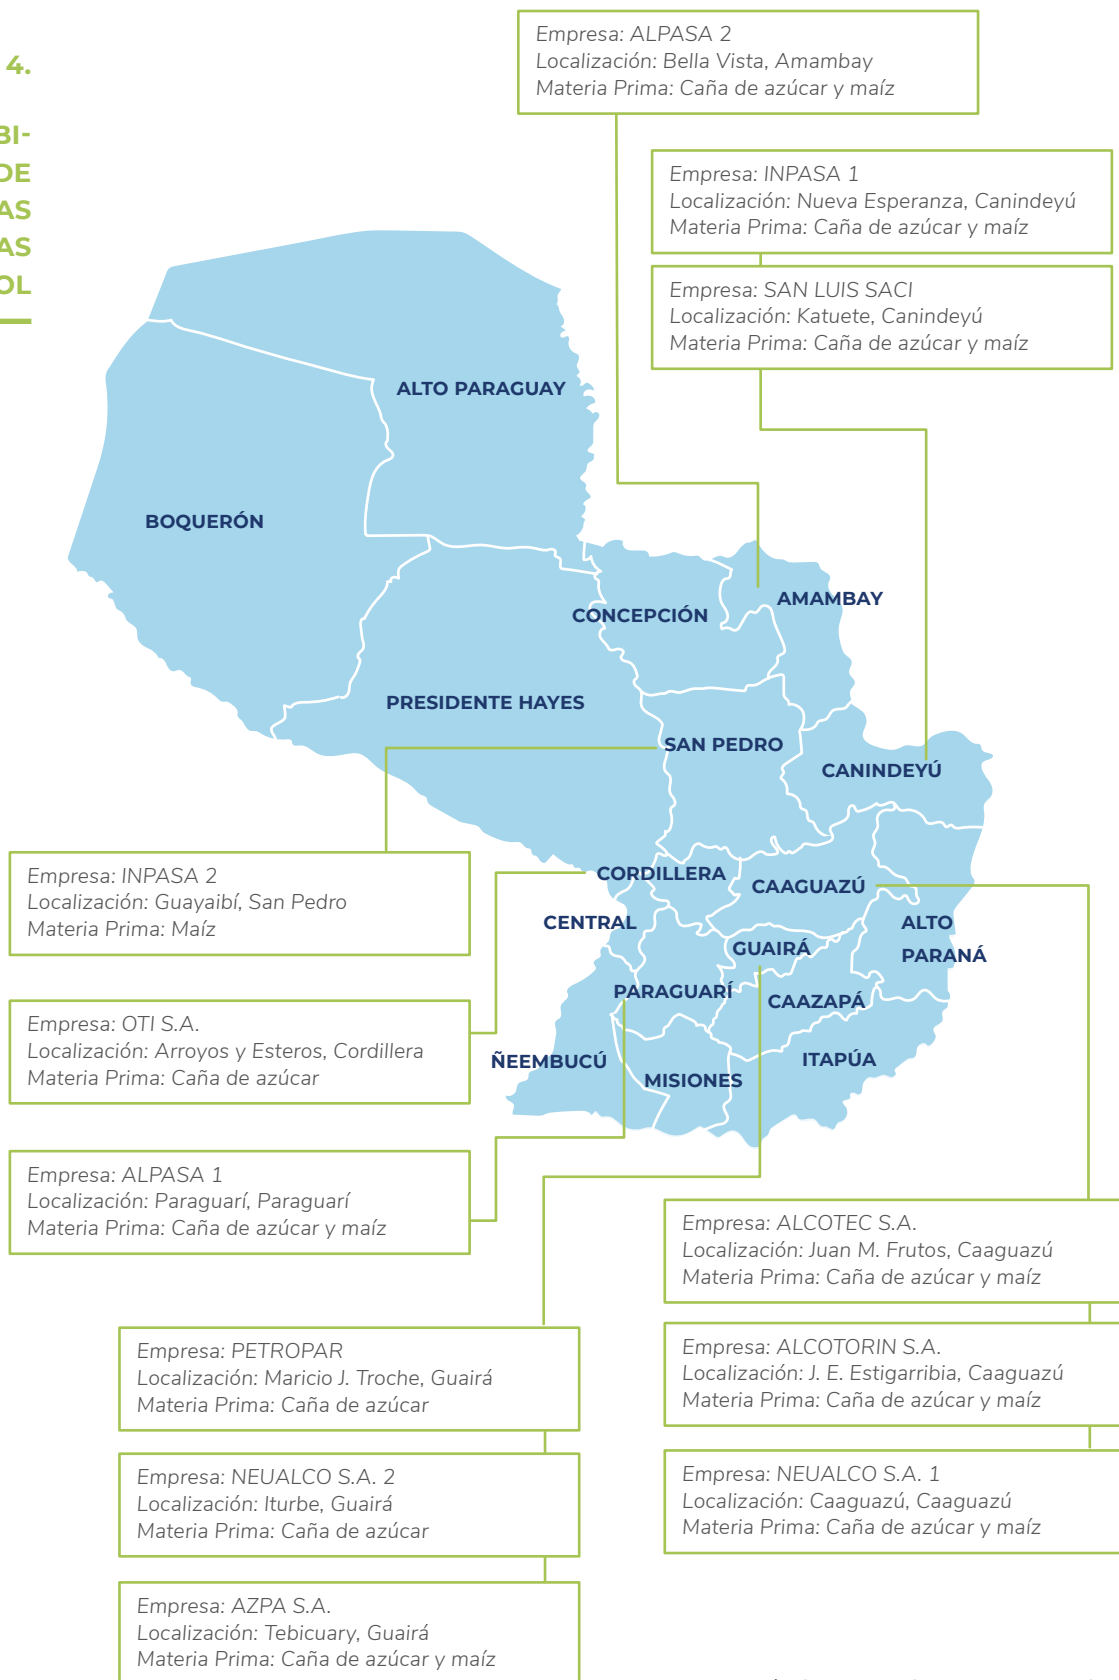 4.
BI-
DE
AS
AS
OL
Empresa: ALPASA 2
Localización: Bella Vista, Amambay
Materia Prima: Caña de azúcar y maíz
Empresa: INPASA 1
Localización: Nueva Esperanza, Canindeyú
Materia Prima: Caña de azúcar y maíz
Empresa: SAN LUIS SACI
Localización: Katuete, Canindeyú
Materia Prima: Caña de azúcar y maíz
ALTO PARAGUAY
BOQUERÓN
CONCEPCIÓN
AMAMBAY
PRESIDENTE HAYES
SAN PEDRO
CANINDEYÚ
CORDILLERA
CAAGUAZÚ
CENTRAL
ALTO
PARANÁ
GUAIRÁ
PARAGUARÍ
CAAZAPÁ
ÑEEMBUCÚ
MISIONES
ITAPÚA
Empresa: INPASA 2
Localización: Guayaibí, San Pedro
Materia Prima: Maíz
Empresa: OTI S.A.
Localización: Arroyos y Esteros, Cordillera
Materia Prima: Caña de azúcar
Empresa: ALPASA 1
Localización: Paraguarí, Paraguarí
Materia Prima: Caña de azúcar y maíz
Empresa: PETROPAR
Localización: Maricio J. Troche, Guairá
Materia Prima: Caña de azúcar
Empresa: NEUALCO S.A. 2
Localización: Iturbe, Guairá
Materia Prima: Caña de azúcar
Empresa: AZPA S.A.
Localización: Tebicuary, Guairá
Materia Prima: Caña de azúcar y maíz
Empresa: ALCOTEC S.A.
Localización: Juan M. Frutos, Caaguazú
Materia Prima: Caña de azúcar y maíz
Empresa: ALCOTORIN S.A.
Localización: J. E. Estigarribia, Caaguazú
Materia Prima: Caña de azúcar y maíz
Empresa: NEUALCO S.A. 1
Localización: Caaguazú, Caaguazú
Materia Prima: Caña de azúcar y maíz